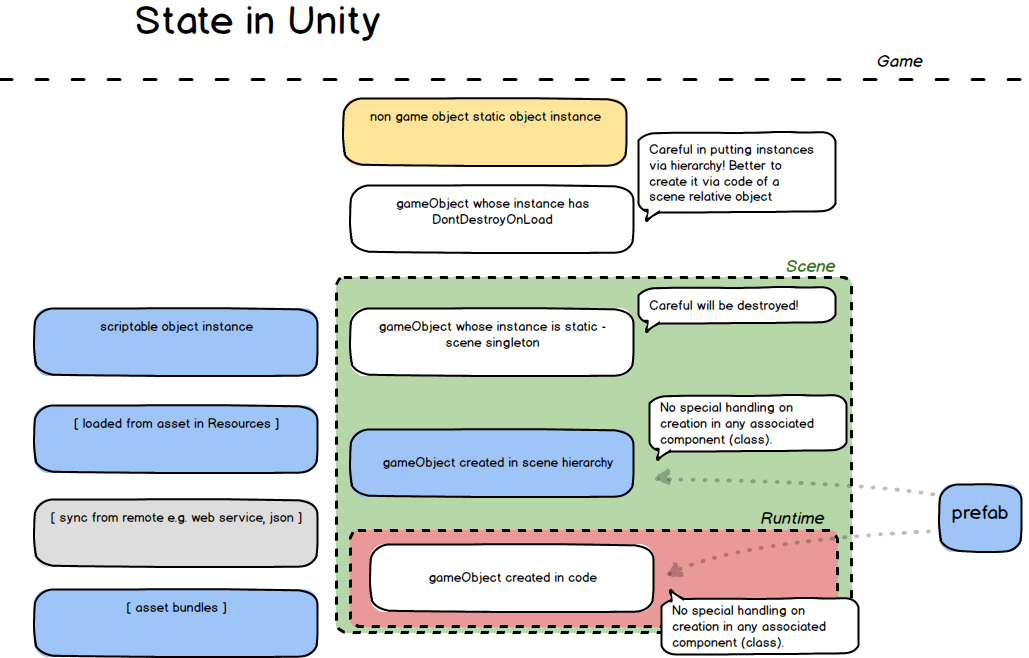 State in Unity
Game
non game object static object instance
Careful in putting instances
via hierarchy! Better to
create it via code of a
scene relative object
gameObject whose instance has
DontDestroyOnLoad
Scene
Careful will be destroyed!
scriptable object instance
gameObject whose instance is static -
scene singleton
[ loaded from asset in Resources ]
No special handling on
creation in any associated
component (class).
gameObject created in scene hierarchy
prefab
[ sync from remote e.g. web service, json ]
Runtime
gameObject created in code
[ asset bundles ]
No special handling on
creation in any associated
component (class).